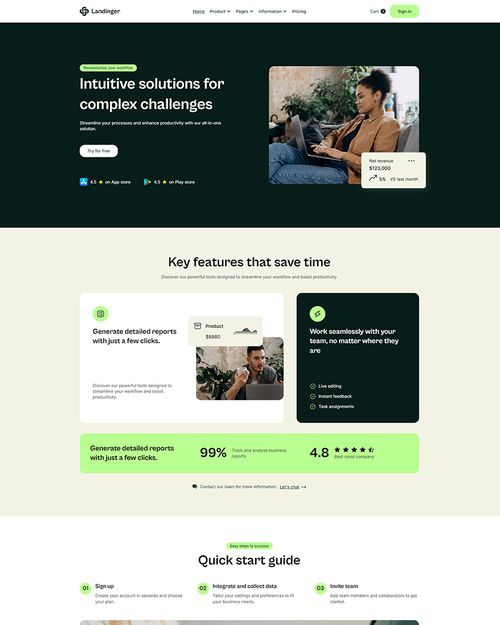 Landinger
Home Product Pages Information Pricing
Cart 0 Sign in
Revolutionize your workflow
Intuitive solutions for
complex challenges
Streamline your processes and enhance productivity with our all-in-one
solution.
Try for free
4.5 on App store
4.5 on Play store
Net revenue
$123,000
5% VS last month
Key features that save time
Discover our powerful tools designed to streamline your workflow and boost productivity.
Generate detailed reports
with just a few clicks.
Discover our powerful tools designed to
streamline your workflow and boost
productivity.
Product
$8980
Work seamlessly with your
team, no matter where they
are
Live editing
Instant feedback
Task assignments
Generate detailed reports
with just a few clicks.
99%
Track and analyze business
reports
4.8
Best rated company
Contact our team for more information. Let's chat
Easy steps to success
Quick start guide
01 Sign up
Create your account in seconds and choose
your plan.
02 Integrate and collect data
Tailor your settings and preferences to fit
your business needs.
03 Invite team
Add team members and collaborators to get
started.